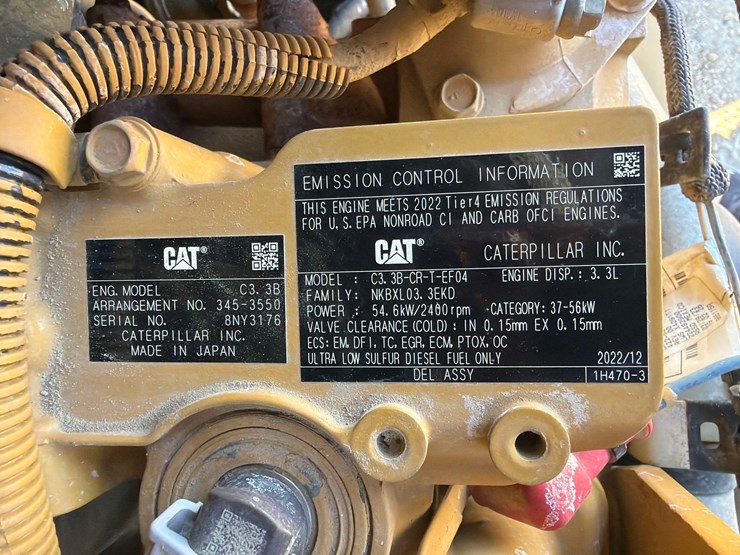 CAT®
ENG. MODEL C3.3B
ARRANGEMENT NO. 345-3550
SERIAL NO. 8NY3176
CATERPILLAR INC.
MADE IN JAPAN
EMISSION CONTROL INFORMATION
THIS ENGINE MEETS 2022 Tier4 EMISSION REGULATIONS
FOR U.S. EPA NONROAD CI AND CARB OFCI ENGINES.
CAT® CATERPILLAR INC.
MODEL : C3.3B-CR-T-EF04 ENGINE DISP.: 3.3L
FAMILY: NKBXL03.3EKD
POWER : 54.6kW/2400rpm ·CATEGORY: 37-56kW
VALVE CLEARANCE(COLD) : IN 0.15mm EX 0.15mm
ECS: EM, DFI, TC, EGR, ECM, PTOX, OC
ULTRA LOW SULFUR DIESEL FUEL ONLY 2022/12
DEL ASSY 1H470-3